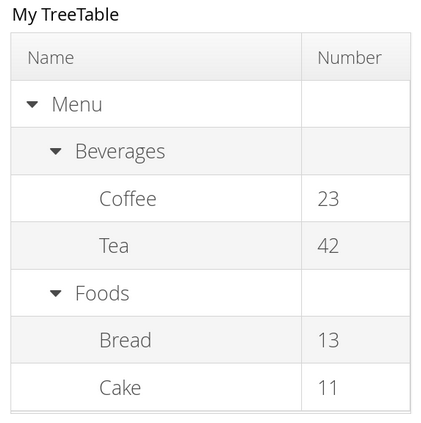 My TreeTable
Name Number
Menu
Beverages
Coffee 23
Tea 42
Foods
Bread 13
Cake 11